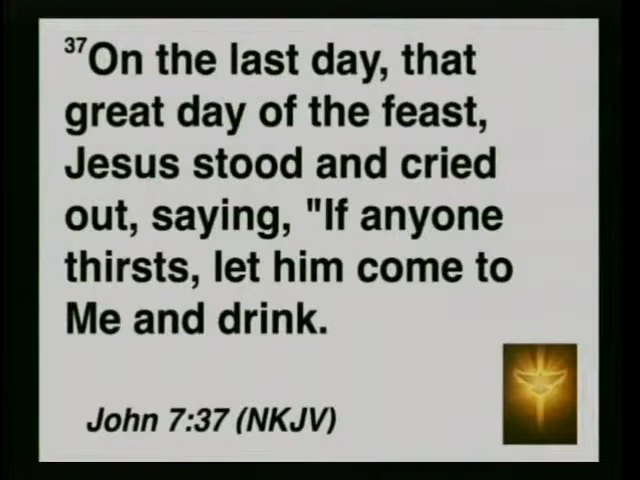 37On the last day, that
great day of the feast,
Jesus stood and cried
out, saying, "If anyone
thirsts, let him come to
Me and drink.
John 7:37 (NKJV)